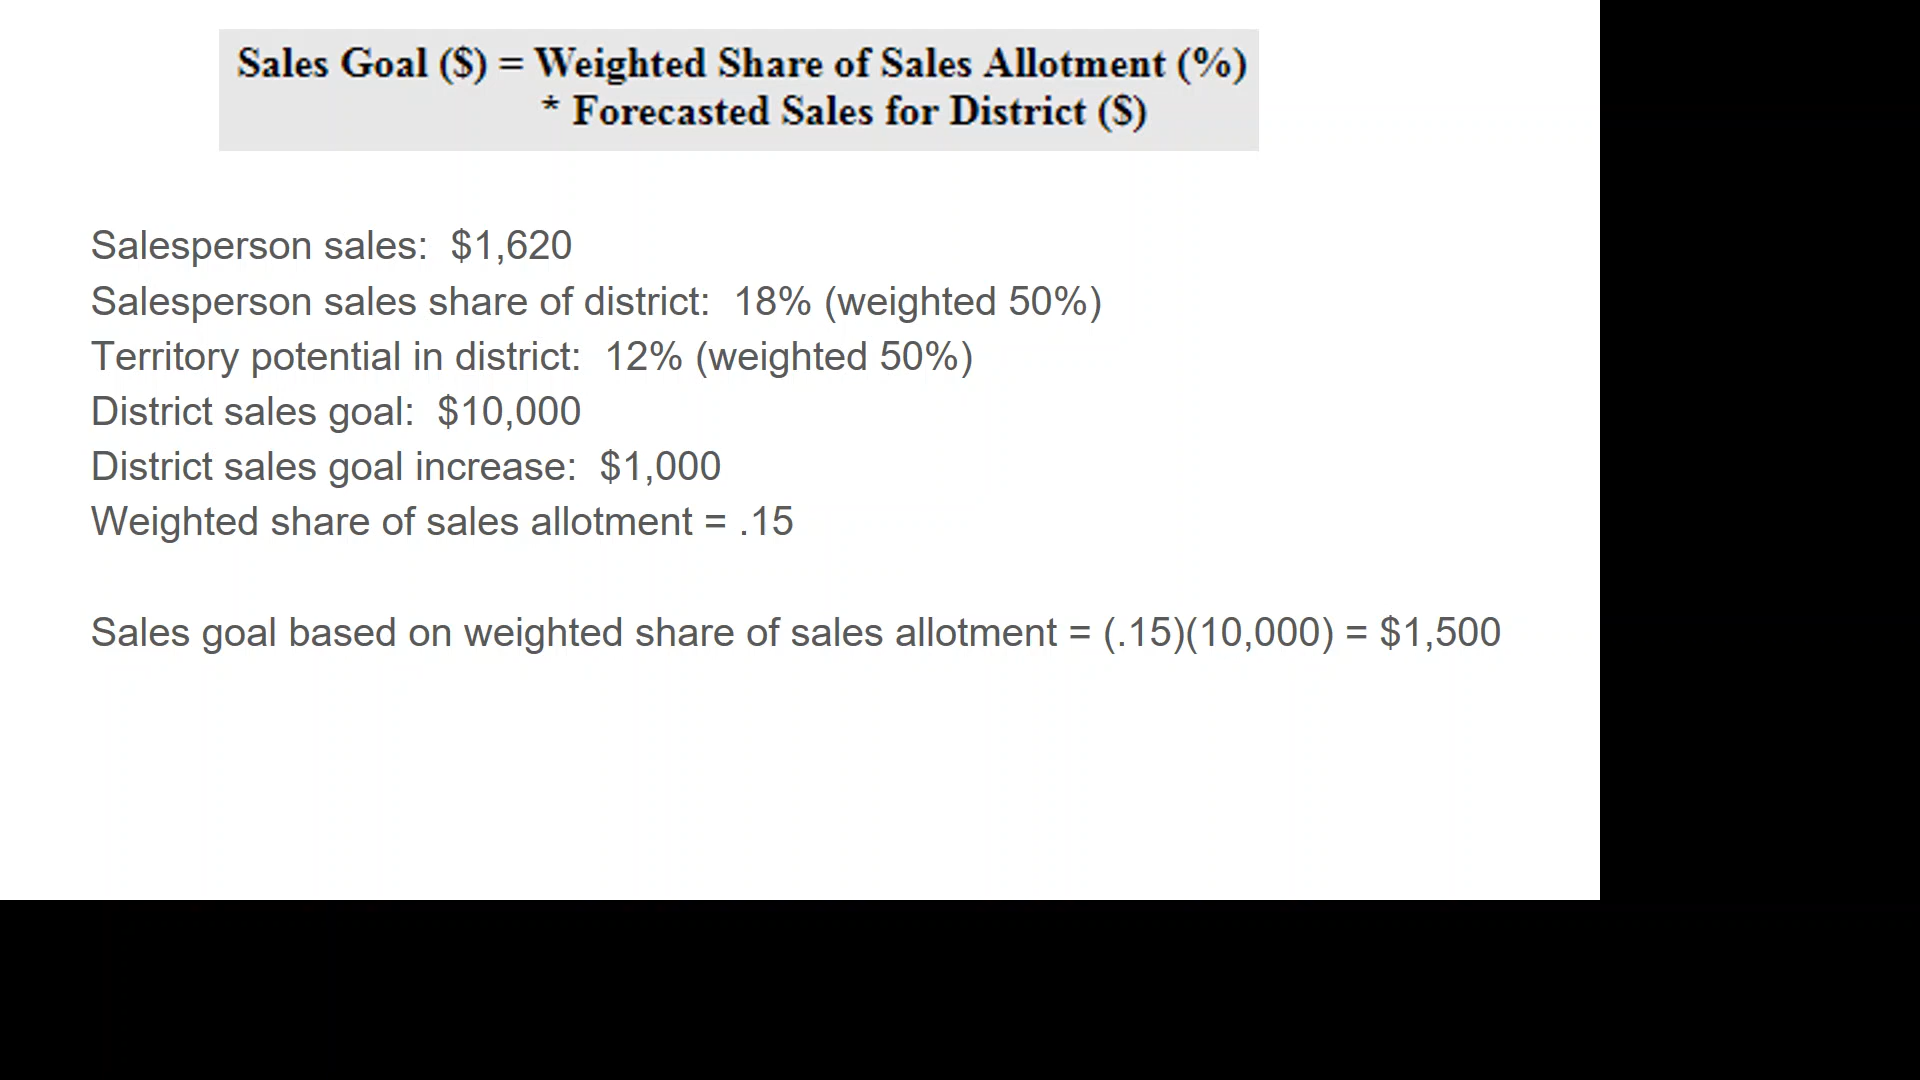 Sales Goal ($) = Weighted Share of Sales Allotment (%)
* Forecasted Sales for District ($)
Salesperson sales:  $1,620
Salesperson sales share of district:  18% (weighted 50%)
Territory potential in district:  12% (weighted 50%)
District sales goal:  $10,000
District sales goal increase:  $1,000
Weighted share of sales allotment = .15
Sales goal based on weighted share of sales allotment = (.15)(10,000) = $1,500